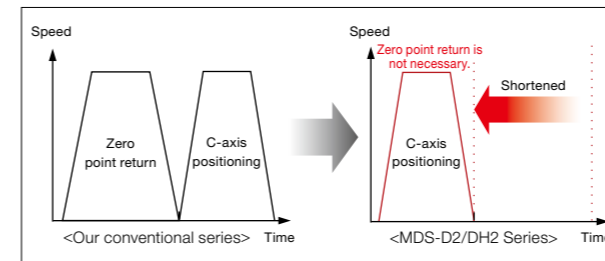 Speed
Zero
point return
C-axis
positioning
<Our conventional series>
Time
Speed
Zero point return is
not necessary.
Shortened
C-axis
positioning
<MDS-D2/DH2 Series>